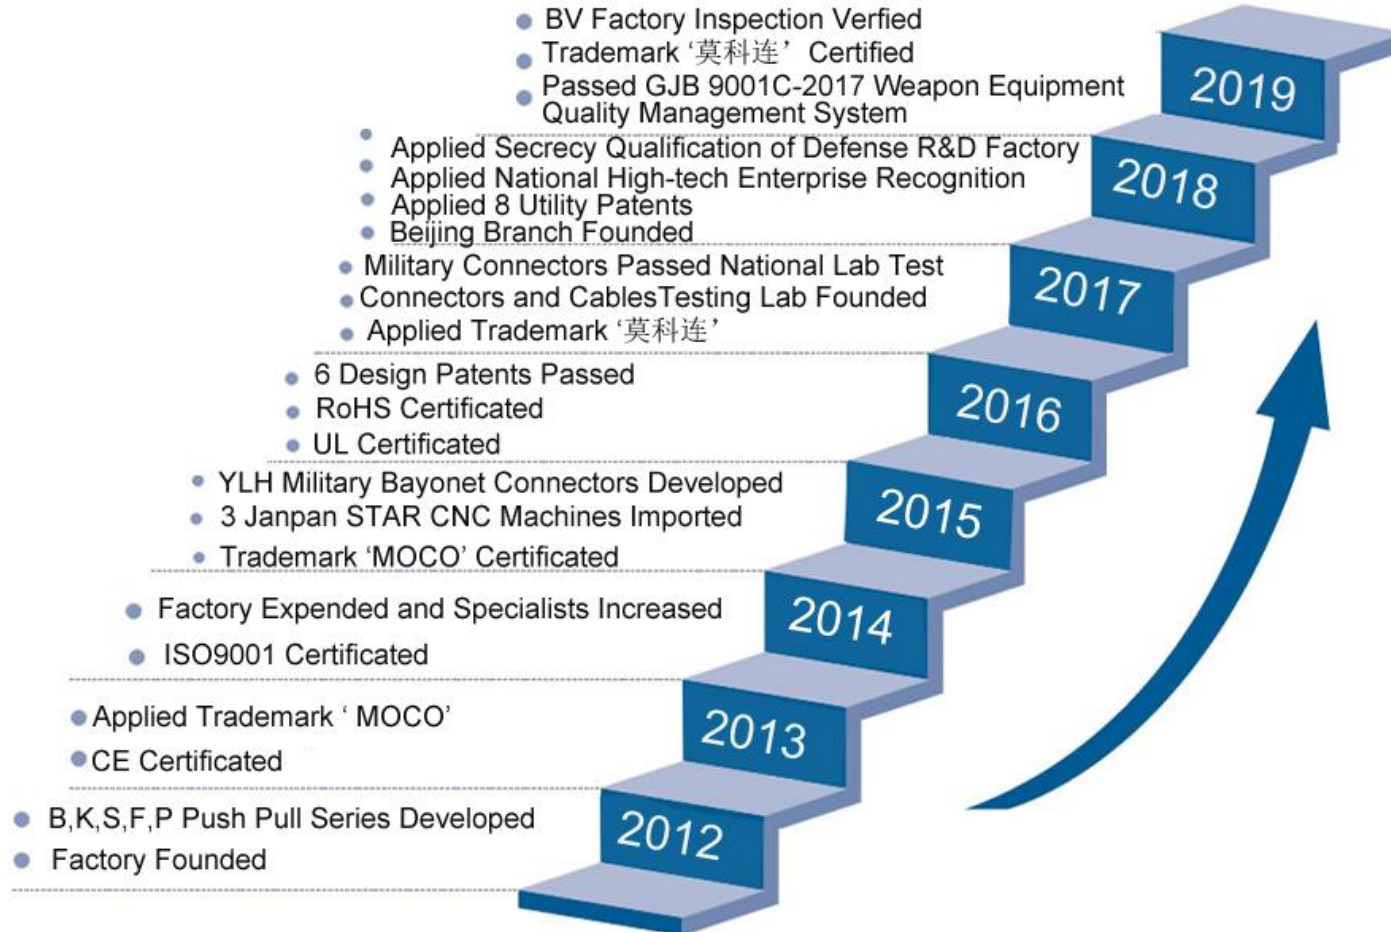 BV Factory Inspection Verfied
Trademark ‘莫科连’ Certified
Passed GJB 9001C-2017 Weapon Equipment
Quality Management System
2019
Applied Secrecy Qualification of Defense R&D Factory
Applied National High-tech Enterprise Recognition
Applied 8 Utility Patents
Beijing Branch Founded
2018
Military Connectors Passed National Lab Test
Connectors and CablesTesting Lab Founded
Applied Trademark ‘莫科连’
2017
6 Design Patents Passed
RoHS Certificated
UL Certificated
2016
YLH Military Bayonet Connectors Developed
3 Janpan STAR CNC Machines Imported
Trademark ‘MOCO’ Certificated
2015
Factory Expended and Specialists Increased
ISO9001 Certificated
2014
Applied Trademark ‘ MOCO’
CE Certificated
2013
B,K,S,F,P Push Pull Series Developed
Factory Founded
2012